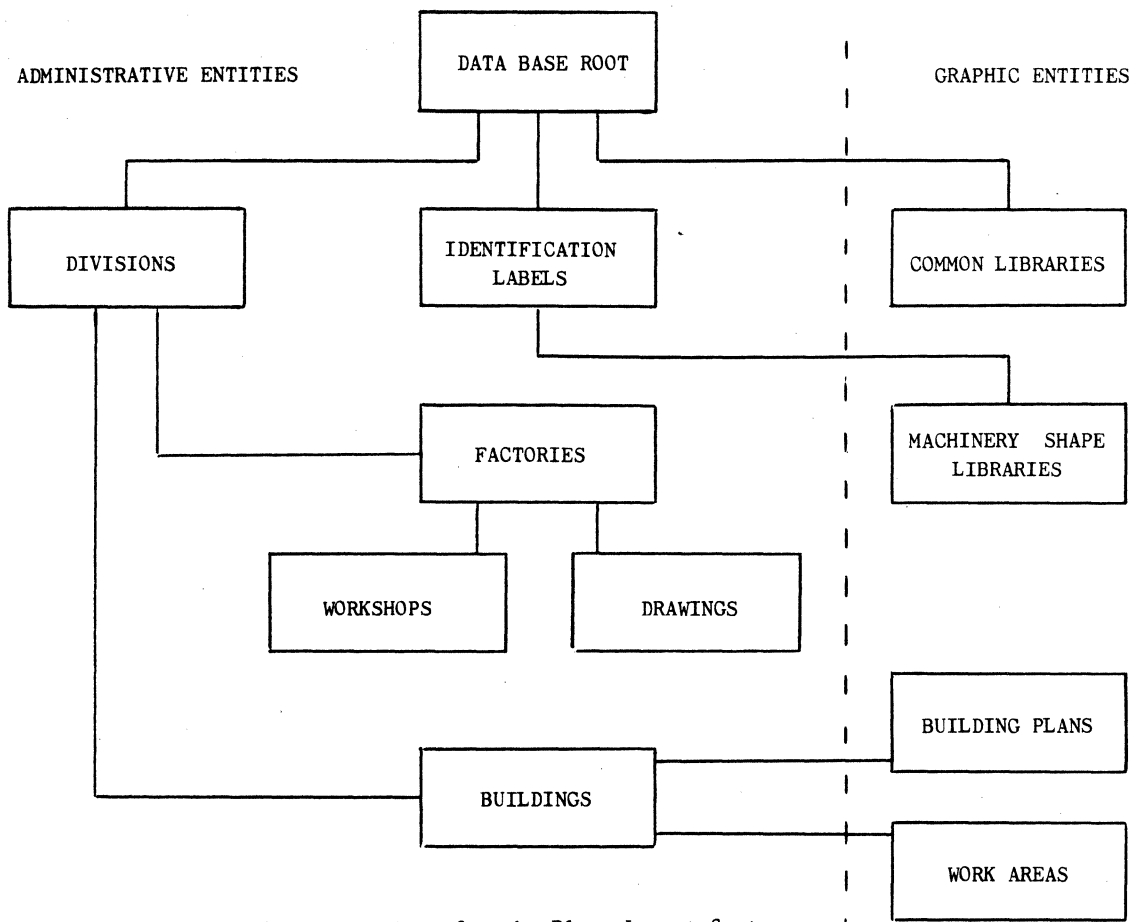 ADMINISTRATIVE ENTITIES
DATA BASE ROOT
GRAPHIC ENTITIES
DIVISIONS
IDENTIFICATION
LABELS
COMMON LIBRARIES
FACTORIES
MACHINERY SHAPE
LIBRARIES
WORKSHOPS
DRAWINGS
BUILDING PLANS
BUILDINGS
WORK AREAS